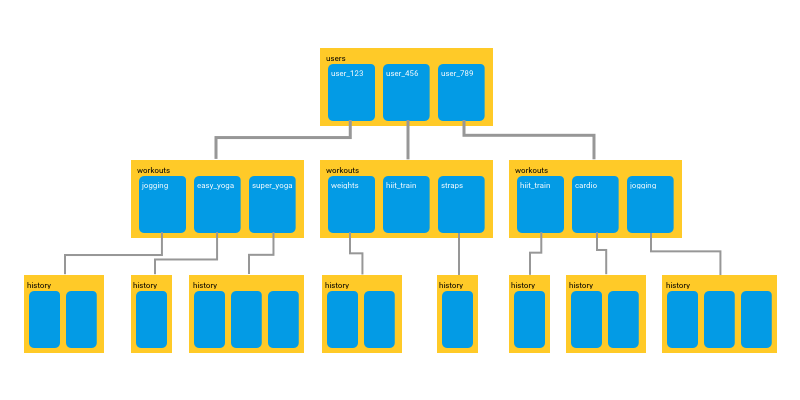 users
user_123 user_456 user_789
workouts workouts workouts
jogging easy_yoga super_yoga weights hiit_train straps hiit_train cardio jogging
history history history history history history history history